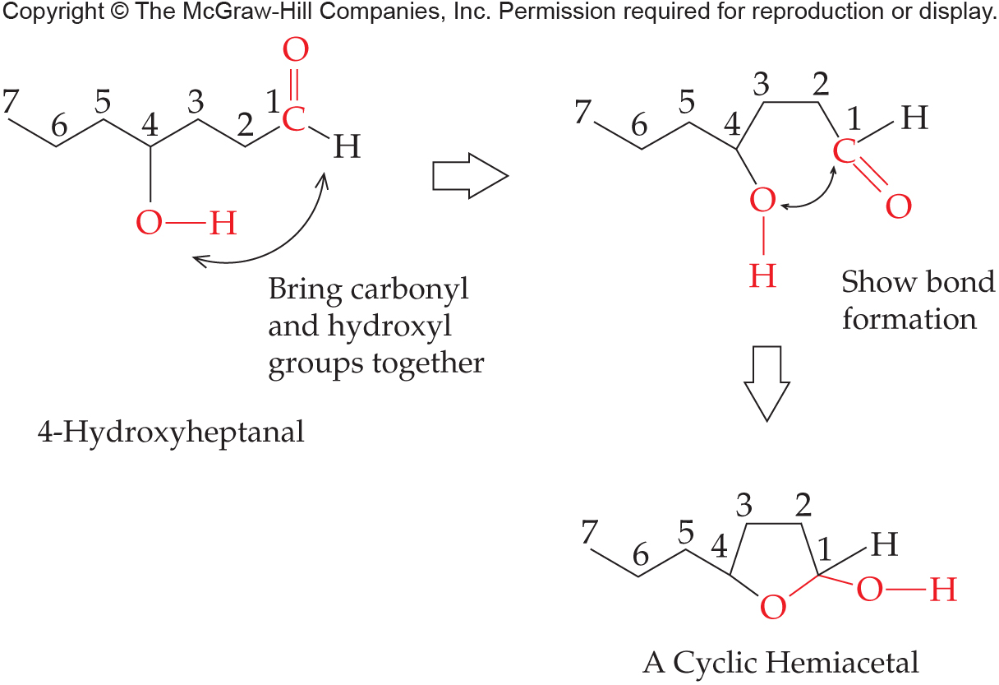 Copyright © The McGraw-Hill Companies, Inc. Permission required for reproduction or display.
7 6 5 4 3 2 1 O C H
O—H
Bring carbonyl
and hydroxyl
groups together
4-Hydroxyheptanal
7 6 5 4 3 2 1 C H
O O
H
Show bond
formation
7 6 5 4 3 2 1 H
O O—H
A Cyclic Hemiacetal